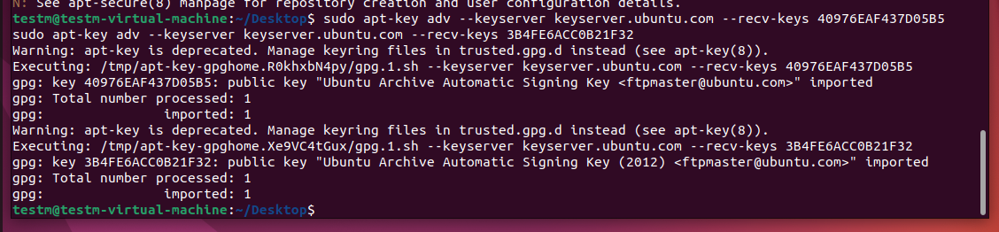 N: See apt-secure(8) manpage for repository creation and user configuration details.
testm@testm-virtual-machine:~/Desktop$ sudo apt-key adv --keyserver keyserver.ubuntu.com --recv-keys 40976EAF437D05B5
sudo apt-key adv --keyserver keyserver.ubuntu.com --recv-keys 3B4FE6ACC0B21F32
Warning: apt-key is deprecated. Manage keyring files in trusted.gpg.d instead (see apt-key(8)).
Executing: /tmp/apt-key-gpghome.R0khxbN4py/gpg.1.sh --keyserver keyserver.ubuntu.com --recv-keys 40976EAF437D05B5
gpg: key 40976EAF437D05B5: public key "Ubuntu Archive Automatic Signing Key <ftpmaster@ubuntu.com>" imported
gpg: Total number processed: 1
gpg:               imported: 1
Warning: apt-key is deprecated. Manage keyring files in trusted.gpg.d instead (see apt-key(8)).
Executing: /tmp/apt-key-gpghome.Xe9VC4tGux/gpg.1.sh --keyserver keyserver.ubuntu.com --recv-keys 3B4FE6ACC0B21F32
gpg: key 3B4FE6ACC0B21F32: public key "Ubuntu Archive Automatic Signing Key (2012) <ftpmaster@ubuntu.com>" imported
gpg: Total number processed: 1
gpg:               imported: 1
testm@testm-virtual-machine:~/Desktop$